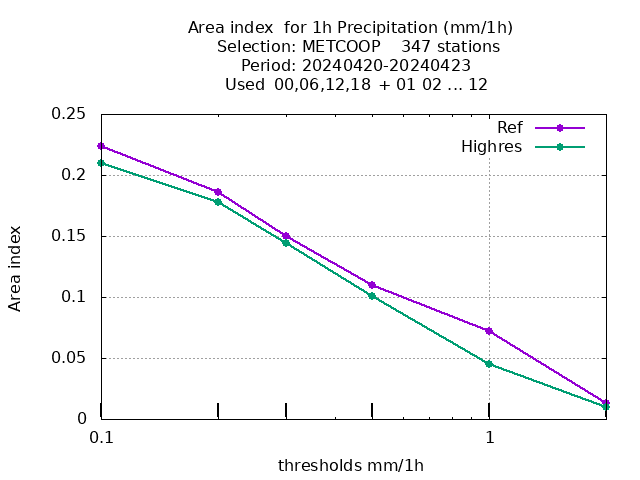 Area index  for 1h Precipitation (mm/1h)
Selection: METCOOP    347 stations
Period: 20240420-20240423
Used  00,06,12,18 + 01 02 ... 12
0.25
Ref
Highres
0.2
0.15
Area index
0.1
0.05
0
0.1
1
thresholds mm/1h